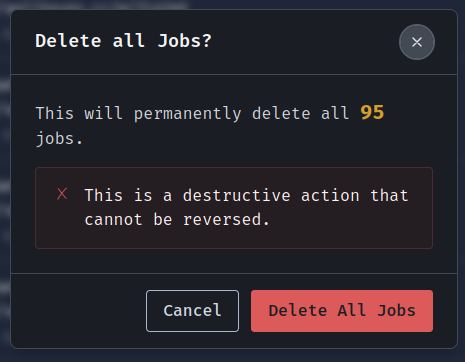 Delete all Jobs?
This will permanently delete all 95
jobs.
This is a destructive action that
cannot be reversed.
Cancel
Delete All Jobs